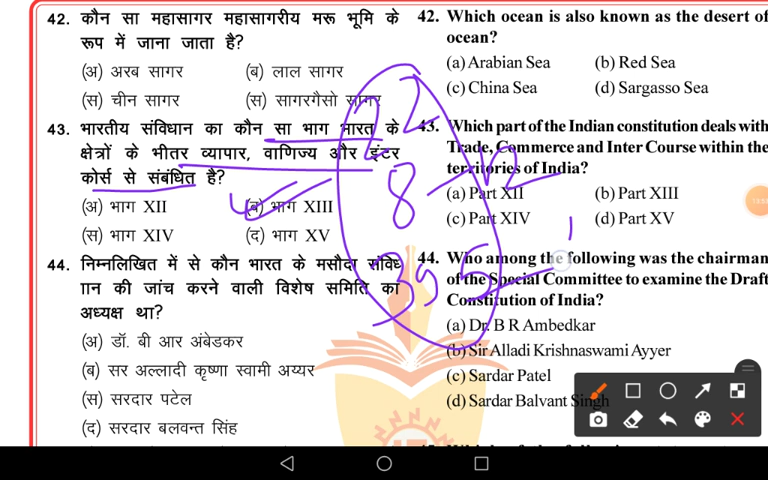 42. कौन सा महासागर महासागरीय मरू भूमि के
रूप में जाना जाता है?
(अ) अरब सागर (ब) लाल सागर
(स) चीन सागर (स) सागरगैसो सागर
43. भारतीय संविधान का कौन सा भाग भारत के
क्षेत्रों के भीतर व्यापार, वाणिज्य और इंटर
कोर्स से संबंधित है?
(अ) भाग XII (ब) भाग XIII
(स) भाग XIV (द) भाग XV
44. निम्नलिखित में से कौन भारत के मसौदा संविध
ान की जांच करने वाली विशेष समिति का
अध्यक्ष था?
(अ) डॉ. बी आर अंबेडकर
(ब) सर अल्लादी कृष्णा स्वामी अय्यर
(स) सरदार पटेल
(द) सरदार बलवन्त सिंह
42. Which ocean is also known as the desert of
ocean?
(a) Arabian Sea (b) Red Sea
(c) China Sea (d) Sargasso Sea
43. Which part of the Indian constitution deals with
Trade, Commerce and Inter Course within the
territories of India?
(a) Part XII (b) Part XIII
(c) Part XIV (d) Part XV
44. Who among the following was the chairman
of the Special Committee to examine the Draft
Constitution of India?
(a) Dr. B R Ambedkar
(b) Sir Alladi Krishnaswami Ayyer
(c) Sardar Patel
(d) Sardar Balvant Singh
22
8 12
395